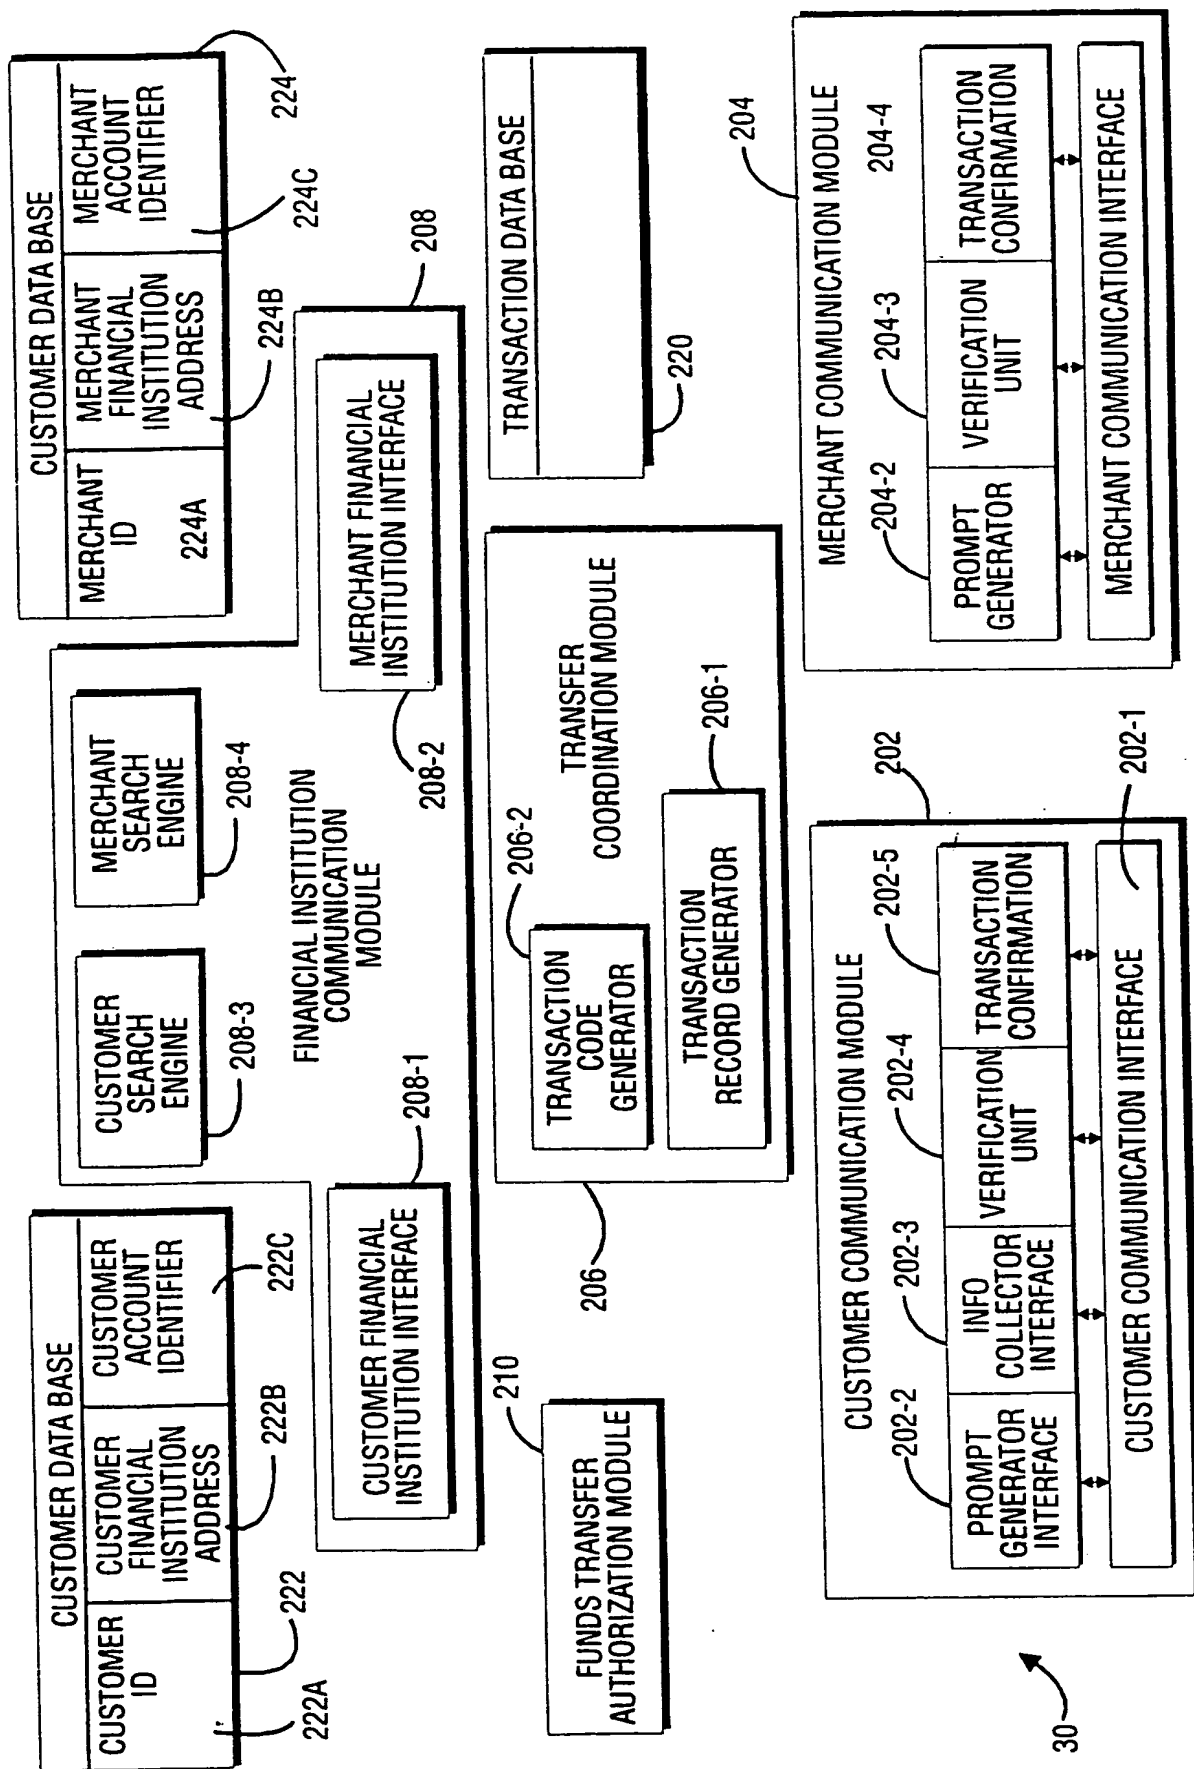 CUSTOMER DATA BASE
CUSTOMER
ID
222A
CUSTOMER
FINANCIAL
INSTITUTION
ADDRESS
222B
CUSTOMER
ACCOUNT
IDENTIFIER
222C
222
CUSTOMER
SEARCH
ENGINE
208-3
MERCHANT
SEARCH
ENGINE
208-4
FINANCIAL INSTITUTION
COMMUNICATION
MODULE
CUSTOMER FINANCIAL
INSTITUTION INTERFACE
208-1
MERCHANT FINANCIAL
INSTITUTION INTERFACE
208-2
208
CUSTOMER DATA BASE
MERCHANT
ID
224A
MERCHANT
FINANCIAL
INSTITUTION
ADDRESS
224B
MERCHANT
ACCOUNT
IDENTIFIER
224C
224
FUNDS TRANSFER
AUTHORIZATION MODULE
210
TRANSFER
COORDINATION MODULE
TRANSACTION
CODE
GENERATOR
206-2
TRANSACTION
RECORD GENERATOR
206-1
206
TRANSACTION DATA BASE
220
30
CUSTOMER COMMUNICATION MODULE
202
202-2
202-3
202-4
202-5
PROMPT
GENERATOR
INTERFACE
INFO
COLLECTOR
INTERFACE
VERIFICATION
UNIT
TRANSACTION
CONFIRMATION
CUSTOMER COMMUNICATION INTERFACE
202-1
MERCHANT COMMUNICATION MODULE
204
204-2
204-3
204-4
PROMPT
GENERATOR
VERIFICATION
UNIT
TRANSACTION
CONFIRMATION
MERCHANT COMMUNICATION INTERFACE